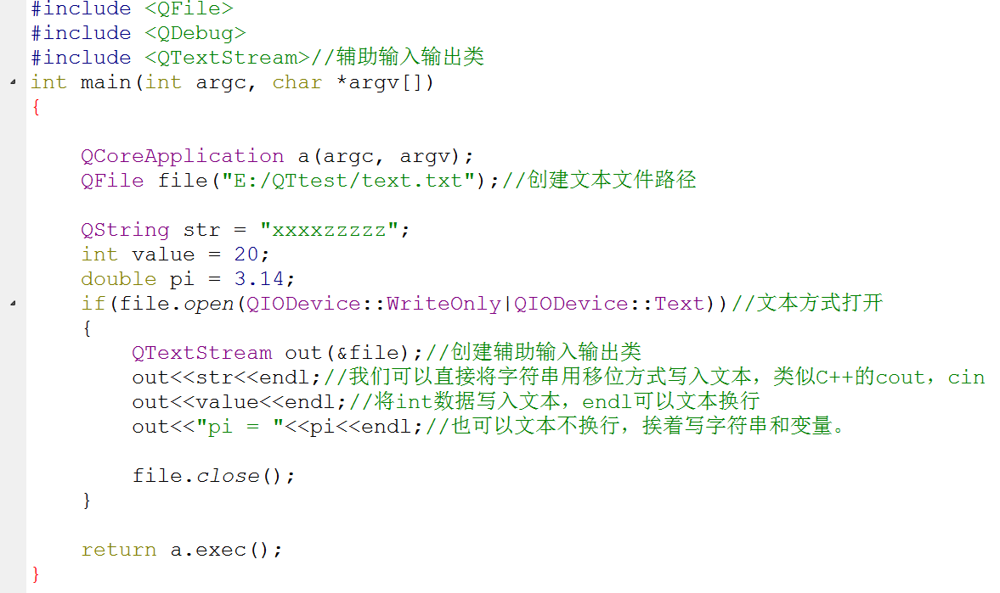 #include <QFile>
#include <QDebug>
#include <QTextStream>//辅助输入输出类
int main(int argc, char *argv[])
{
QCoreApplication a(argc, argv);
QFile file("E:/QTtest/text.txt");//创建文本文件路径
QString str = "xxxxzzzzz";
int value = 20;
double pi = 3.14;
if(file.open(QIODevice::WriteOnly|QIODevice::Text))//文本方式打开
{
QTextStream out(&file);//创建辅助输入输出类
out<<str<<endl;//我们可以直接将字符串用移位方式写入文本，类似C++的cout，cin
out<<value<<endl;//将int数据写入文本，endl可以文本换行
out<<"pi = "<<pi<<endl;//也可以文本不换行，挨着写字符串和变量。
file.close();
}
return a.exec();
}